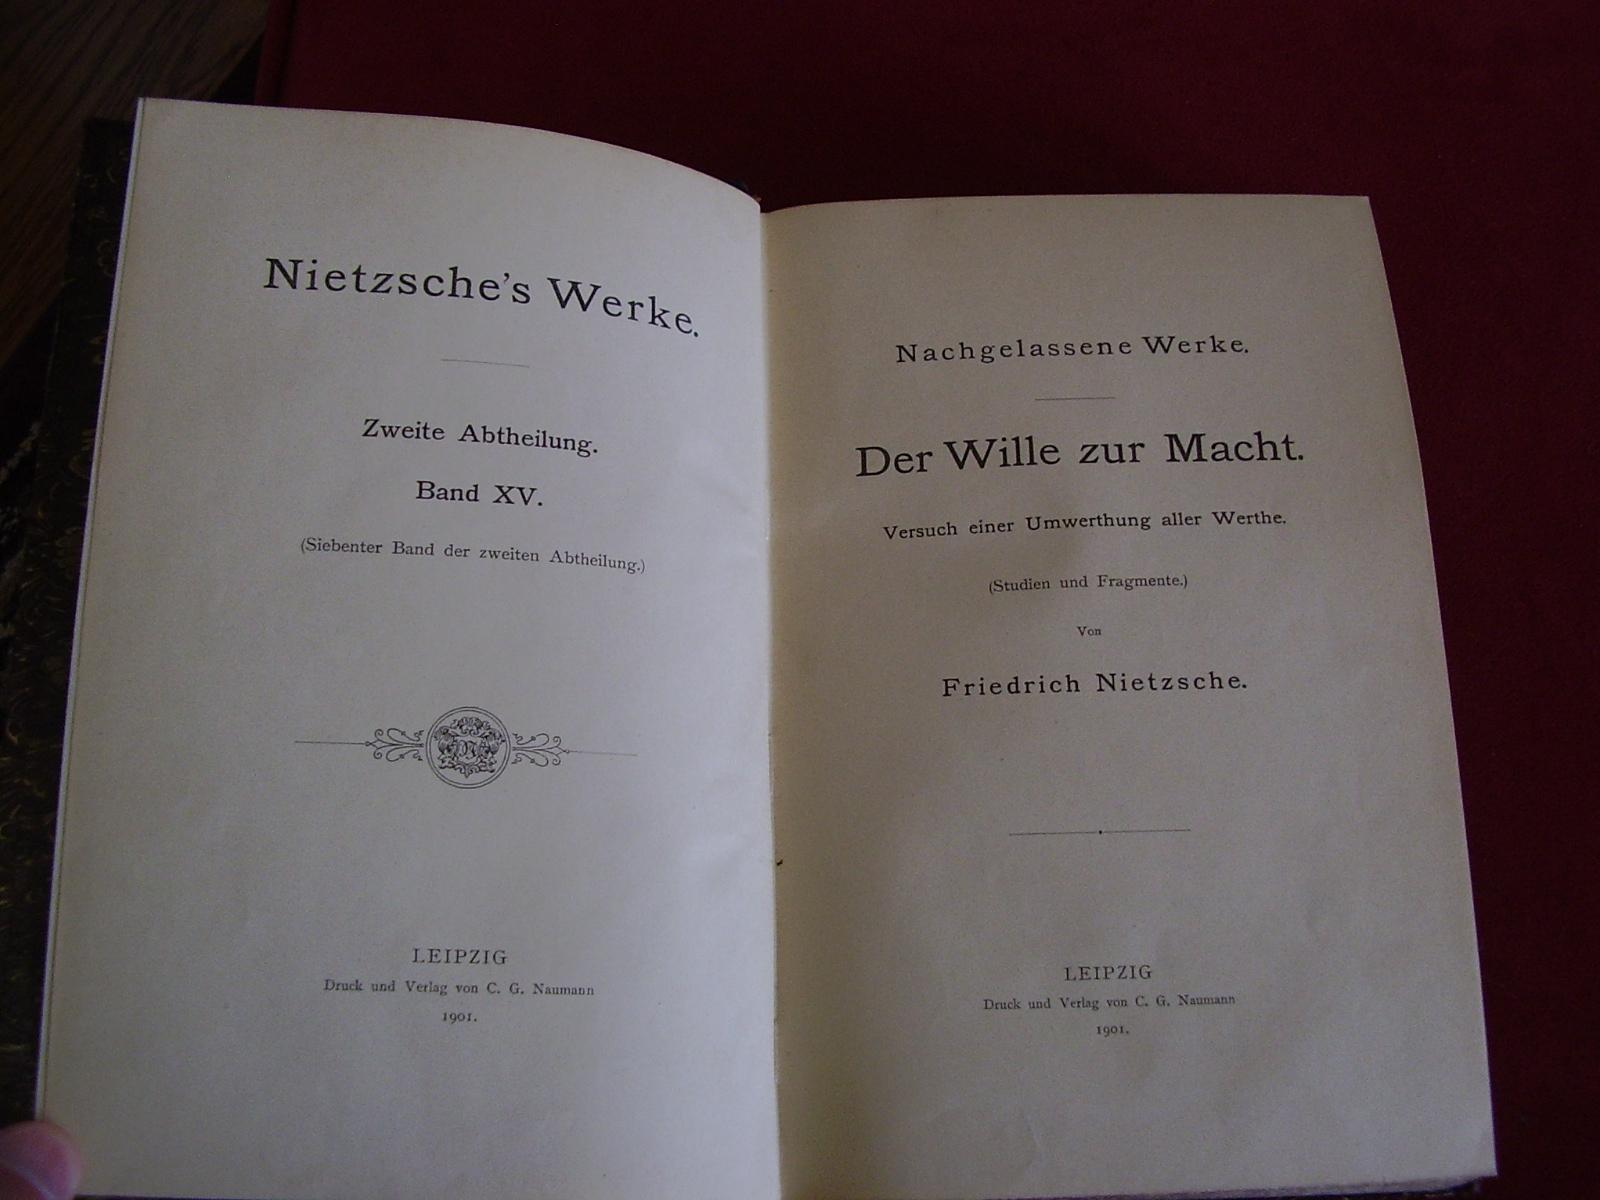 Nietzsche's Werke.
Zweite Abtheilung.
Band XV.
(Siebenter Band der zweiten Abtheilung.)
LEIPZIG
Druck und Verlag von C. G. Naumann
1901.
Nachgelassene Werke.
Der Wille zur Macht.
Versuch einer Umwerthung aller Werthe.
(Studien und Fragmente.)
Von
Friedrich Nietzsche.
LEIPZIG
Druck und Verlag von C. G. Naumann
1901.